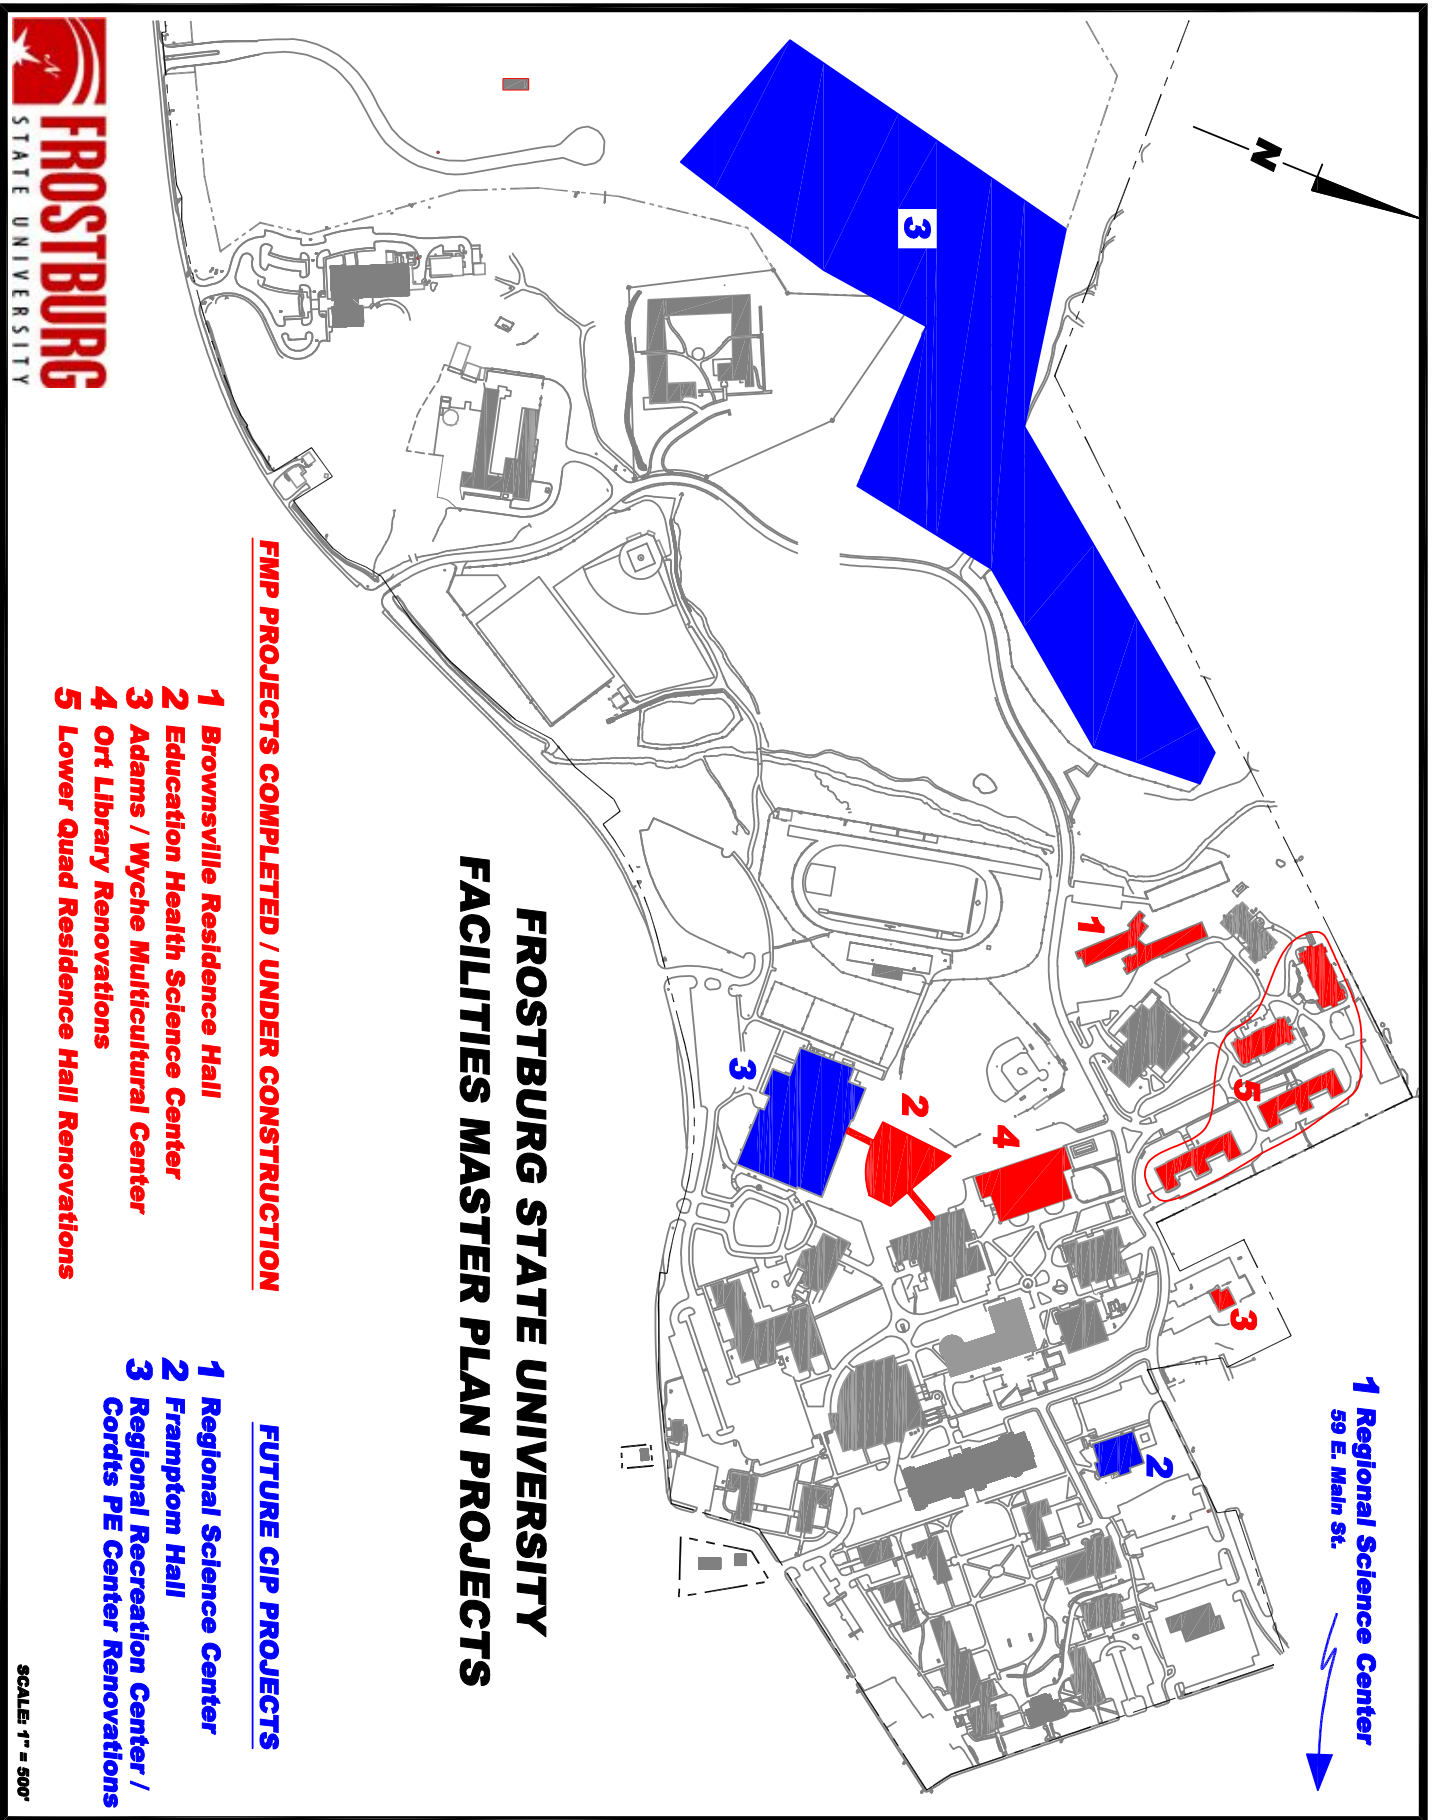 N
1 Regional Science Center
59 E. Main St.
3
1
5
4
2
3
3
2
FROSTBURG STATE UNIVERSITY
FACILITIES MASTER PLAN PROJECTS
FMP PROJECTS COMPLETED / UNDER CONSTRUCTION
1 Brownsville Residence Hall
2 Education Health Science Center
3 Adams / Wyche Multicultural Center
4 Ort Library Renovations
5 Lower Quad Residence Hall Renovations
FUTURE CIP PROJECTS
1 Regional Science Center
2 Framptom Hall
3 Regional Recreation Center /
Cordts PE Center Renovations
N
FROSTBURG
STATE UNIVERSITY
SCALE: 1" = 500'